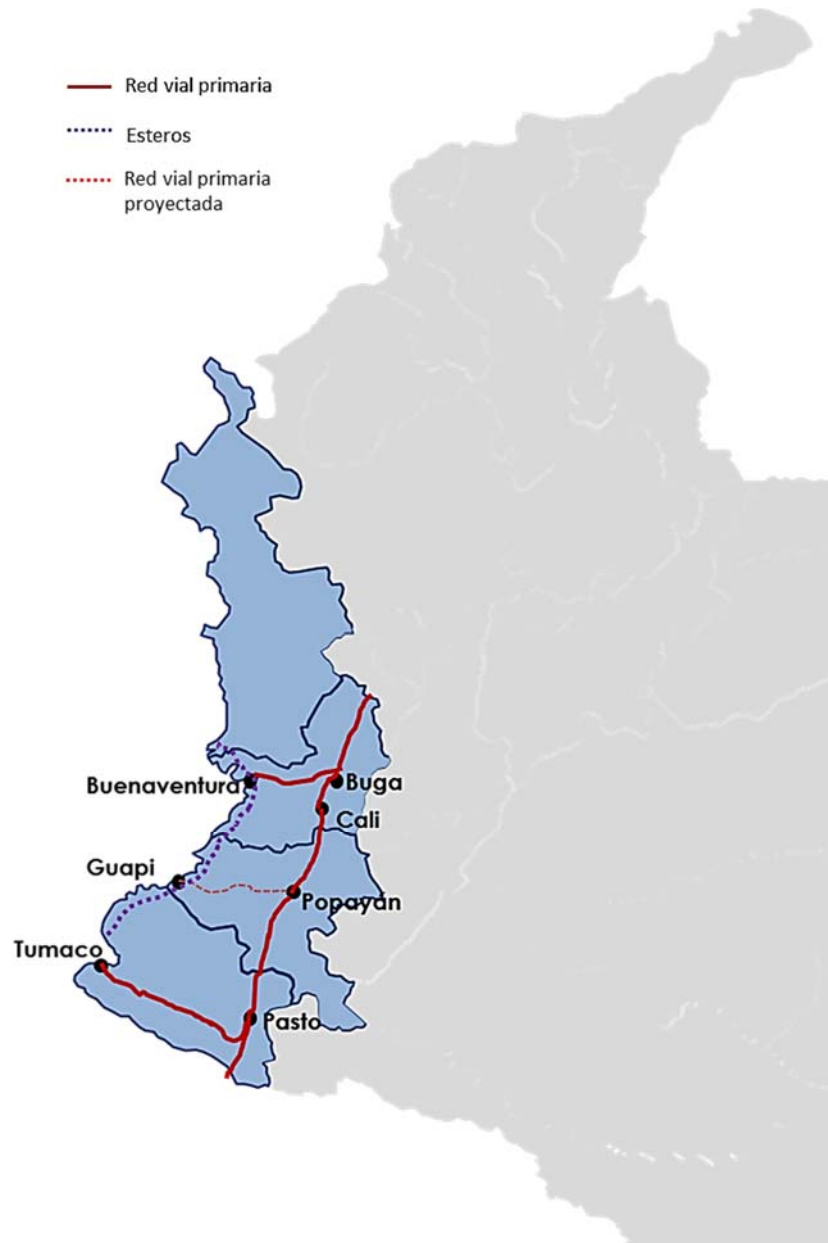 Red vial primaria
Esteros
Red vial primaria
proyectada
Buenaventura
Buga
Cali
Guapi
Popayán
Tumaco
Pasto